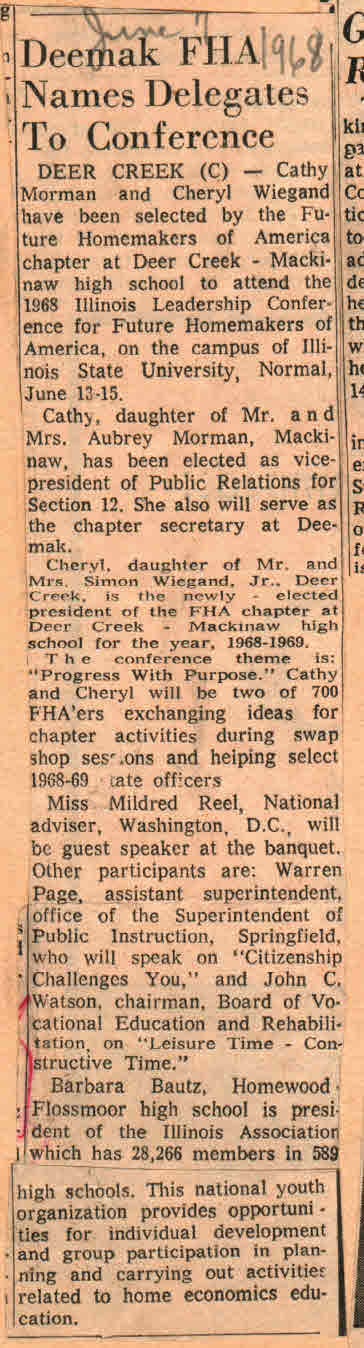 June 7
1968
Deemak FHA
Names Delegates
To Conference
DEER CREEK (C) — Cathy
Morman and Cheryl Wiegand
have been selected by the Fu-
ture Homemakers of America
chapter at Deer Creek - Macki-
naw high school to attend the
1968 Illinois Leadership Confer-
ence for Future Homemakers of
America, on the campus of Illi-
nois State University, Normal,
June 13-15.
Cathy, daughter of Mr. and
Mrs. Aubrey Morman, Macki-
naw, has been elected as vice-
president of Public Relations for
Section 12. She also will serve as
the chapter secretary at Dee-
mak.
Cheryl, daughter of Mr. and
Mrs. Simon Wiegand, Jr., Deer
Creek, is the newly - elected
president of the FHA chapter at
Deer Creek - Mackinaw high
school for the year, 1968-1969.
The conference theme is:
"Progress With Purpose." Cathy
and Cheryl will be two of 700
FHA'ers exchanging ideas for
chapter activities during swap
shop sessions and helping select
1968-69 tate officers
Miss Mildred Reel, National
adviser, Washington, D.C., will
be guest speaker at the banquet.
Other participants are: Warren
Page, assistant superintendent,
office of the Superintendent of
Public Instruction, Springfield,
who will speak on "Citizenship
Challenges You," and John C.
Watson, chairman, Board of Vo-
cational Education and Rehabili-
tation, on "Leisure Time - Con-
structive Time."
Barbara Bautz, Homewood -
Flossmoor high school is presi-
dent of the Illinois Association
which has 28,266 members in 589
high schools. This national youth
organization provides opportuni -
ties for individual development
and group participation in plan-
ning and carrying out activities
related to home economics edu-
cation.